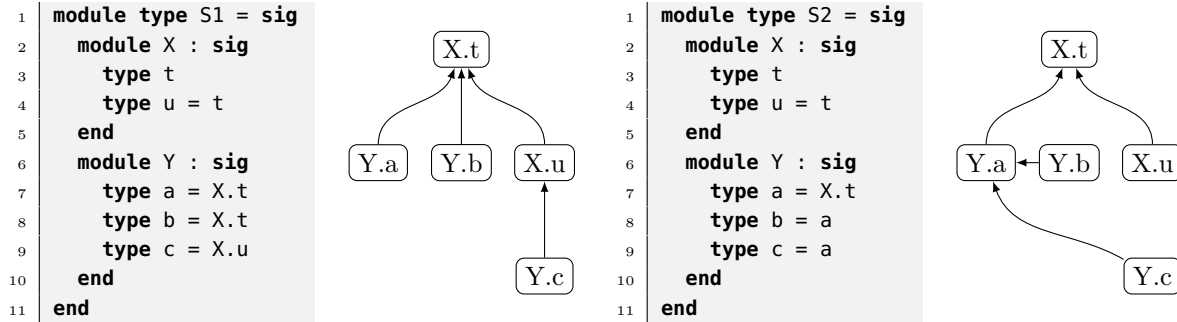 1 module type S1 = sig
2   module X : sig
3     type t
4     type u = t
5   end
6   module Y : sig
7     type a = X.t
8     type b = X.t
9     type c = X.u
10   end
11 end
X.t
Y.a Y.b X.u
Y.c
1 module type S2 = sig
2   module X : sig
3     type t
4     type u = t
5   end
6   module Y : sig
7     type a = X.t
8     type b = a
9     type c = a
10   end
11 end
X.t
Y.a Y.b X.u
Y.c